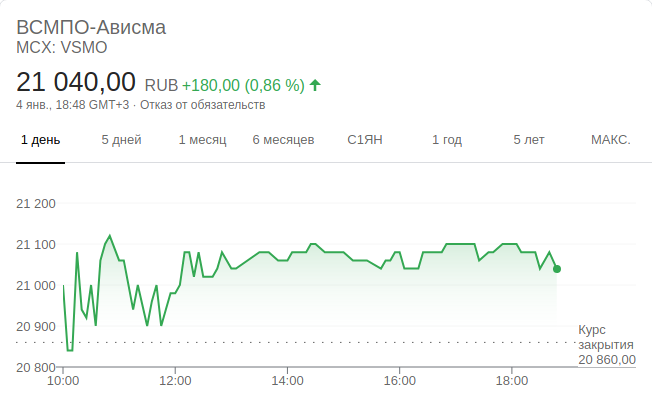 ВСМПО-Ависма
MCX: VSMO
21 040,00 RUB +180,00 (0,86 %)
4 янв., 18:48 GMT+3 · Отказ от обязательств
1 день 5 дней 1 месяц 6 месяцев С1ЯН 1 год 5 лет МАКС.
21 200
21 100
21 000
20 900
Курс
закрытия
20 860,00
20 800
10:00 12:00 14:00 16:00 18:00